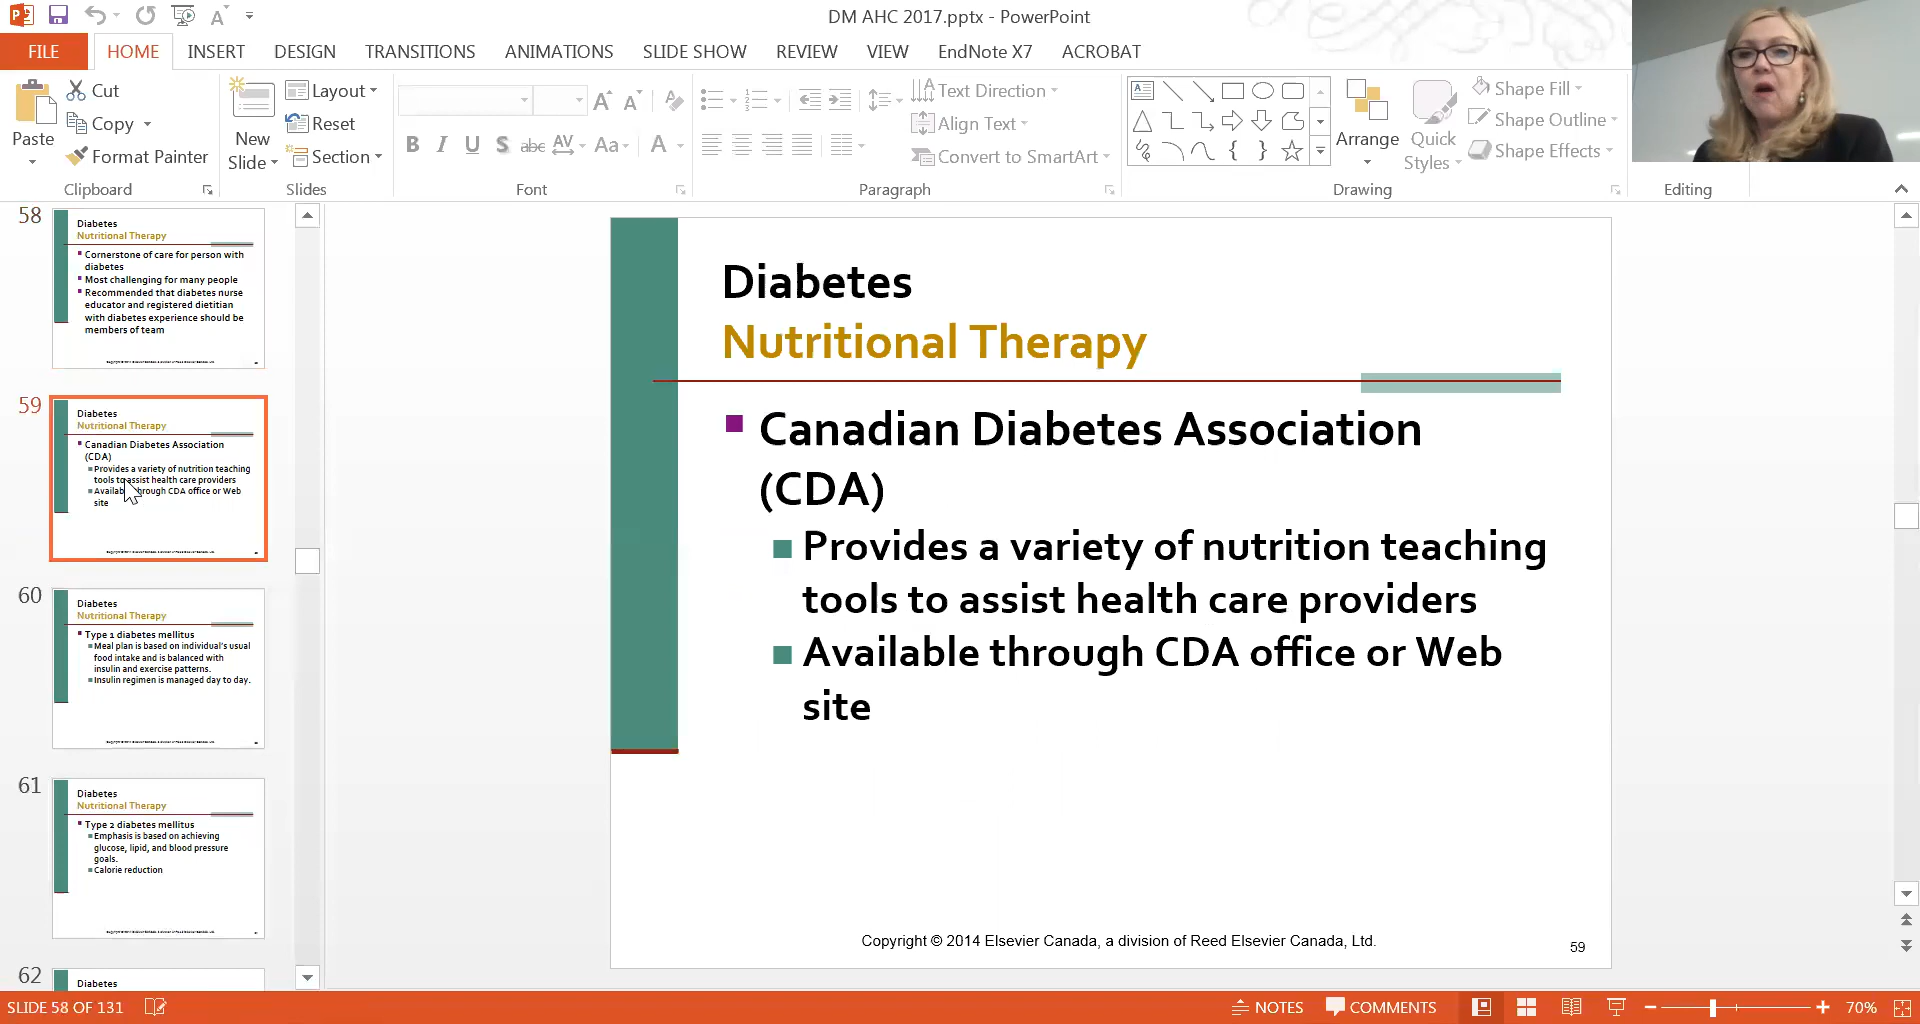 DM AHC 2017.pptx - PowerPoint
FILE HOME INSERT DESIGN TRANSITIONS ANIMATIONS SLIDE SHOW REVIEW VIEW EndNote X7 ACROBAT
Paste
Cut
Copy
Format Painter
Clipboard
New
Slide
Layout
Reset
Section
Slides
B I U S abc AV Aa A
Font
Text Direction
Align Text
Convert to SmartArt
Paragraph
Arrange
Quick
Styles
Shape Fill
Shape Outline
Shape Effects
Drawing
Editing
58
Diabetes
Nutritional Therapy
Cornerstone of care for person with
diabetes
Most challenging for many people
Recommended that diabetes nurse
educator and registered dietitian
with diabetes experience should be
members of team
59
Diabetes
Nutritional Therapy
Canadian Diabetes Association
(CDA)
Provides a variety of nutrition teaching
tools to assist health care providers
Available through CDA office or Web
site
60
Diabetes
Nutritional Therapy
Type 1 diabetes mellitus
Meal plan is based on individual's usual
food intake and is balanced with
insulin and exercise patterns.
Insulin regimen is managed day to day.
61
Diabetes
Nutritional Therapy
Type 2 diabetes mellitus
Emphasis is based on achieving
glucose, lipid, and blood pressure
goals.
Calorie reduction
62
Diabetes
Diabetes
Nutritional Therapy
Canadian Diabetes Association
(CDA)
Provides a variety of nutrition teaching
tools to assist health care providers
Available through CDA office or Web
site
Copyright © 2014 Elsevier Canada, a division of Reed Elsevier Canada, Ltd.
59
SLIDE 58 OF 131
NOTES
COMMENTS
70%